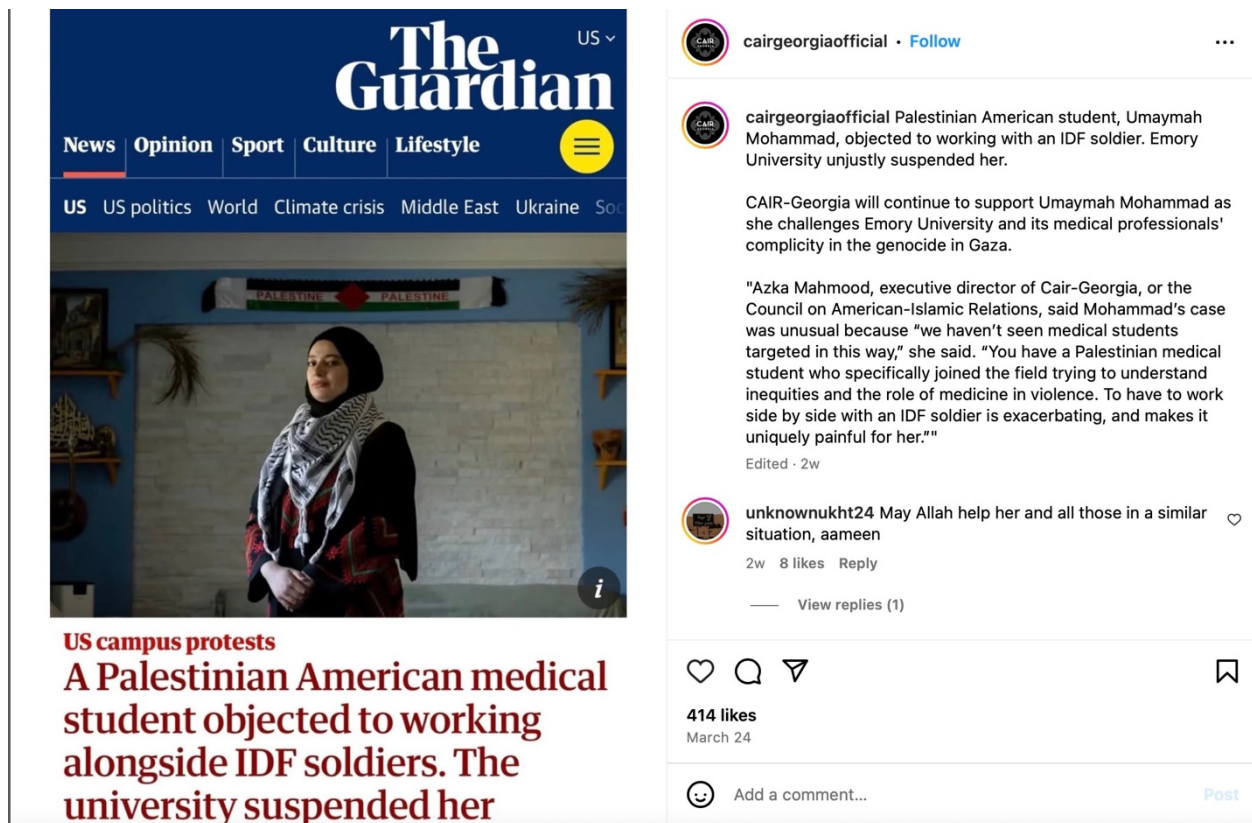 The
Guardian
US
News
Opinion
Sport
Culture
Lifestyle
US
US politics
World
Climate crisis
Middle East
Ukraine
Soc
PALESTINE
PALESTINE
i
US campus protests
A Palestinian American medical
student objected to working
alongside IDF soldiers. The
university suspended her
CAIR
GEORGIA
cairgeorgiaofficial • Follow
CAIR
GEORGIA
cairgeorgiaofficial Palestinian American student, Umaymah
Mohammad, objected to working with an IDF soldier. Emory
University unjustly suspended her.
CAIR-Georgia will continue to support Umaymah Mohammad as
she challenges Emory University and its medical professionals'
complicity in the genocide in Gaza.
"Azka Mahmood, executive director of Cair-Georgia, or the
Council on American-Islamic Relations, said Mohammad’s case
was unusual because “we haven’t seen medical students
targeted in this way,” she said. “You have a Palestinian medical
student who specifically joined the field trying to understand
inequities and the role of medicine in violence. To have to work
side by side with an IDF soldier is exacerbating, and makes it
uniquely painful for her.”"
Edited · 2w
unknownukht24 May Allah help her and all those in a similar
situation, aameen
2w 8 likes Reply
View replies (1)
414 likes
March 24
Add a comment...
Post